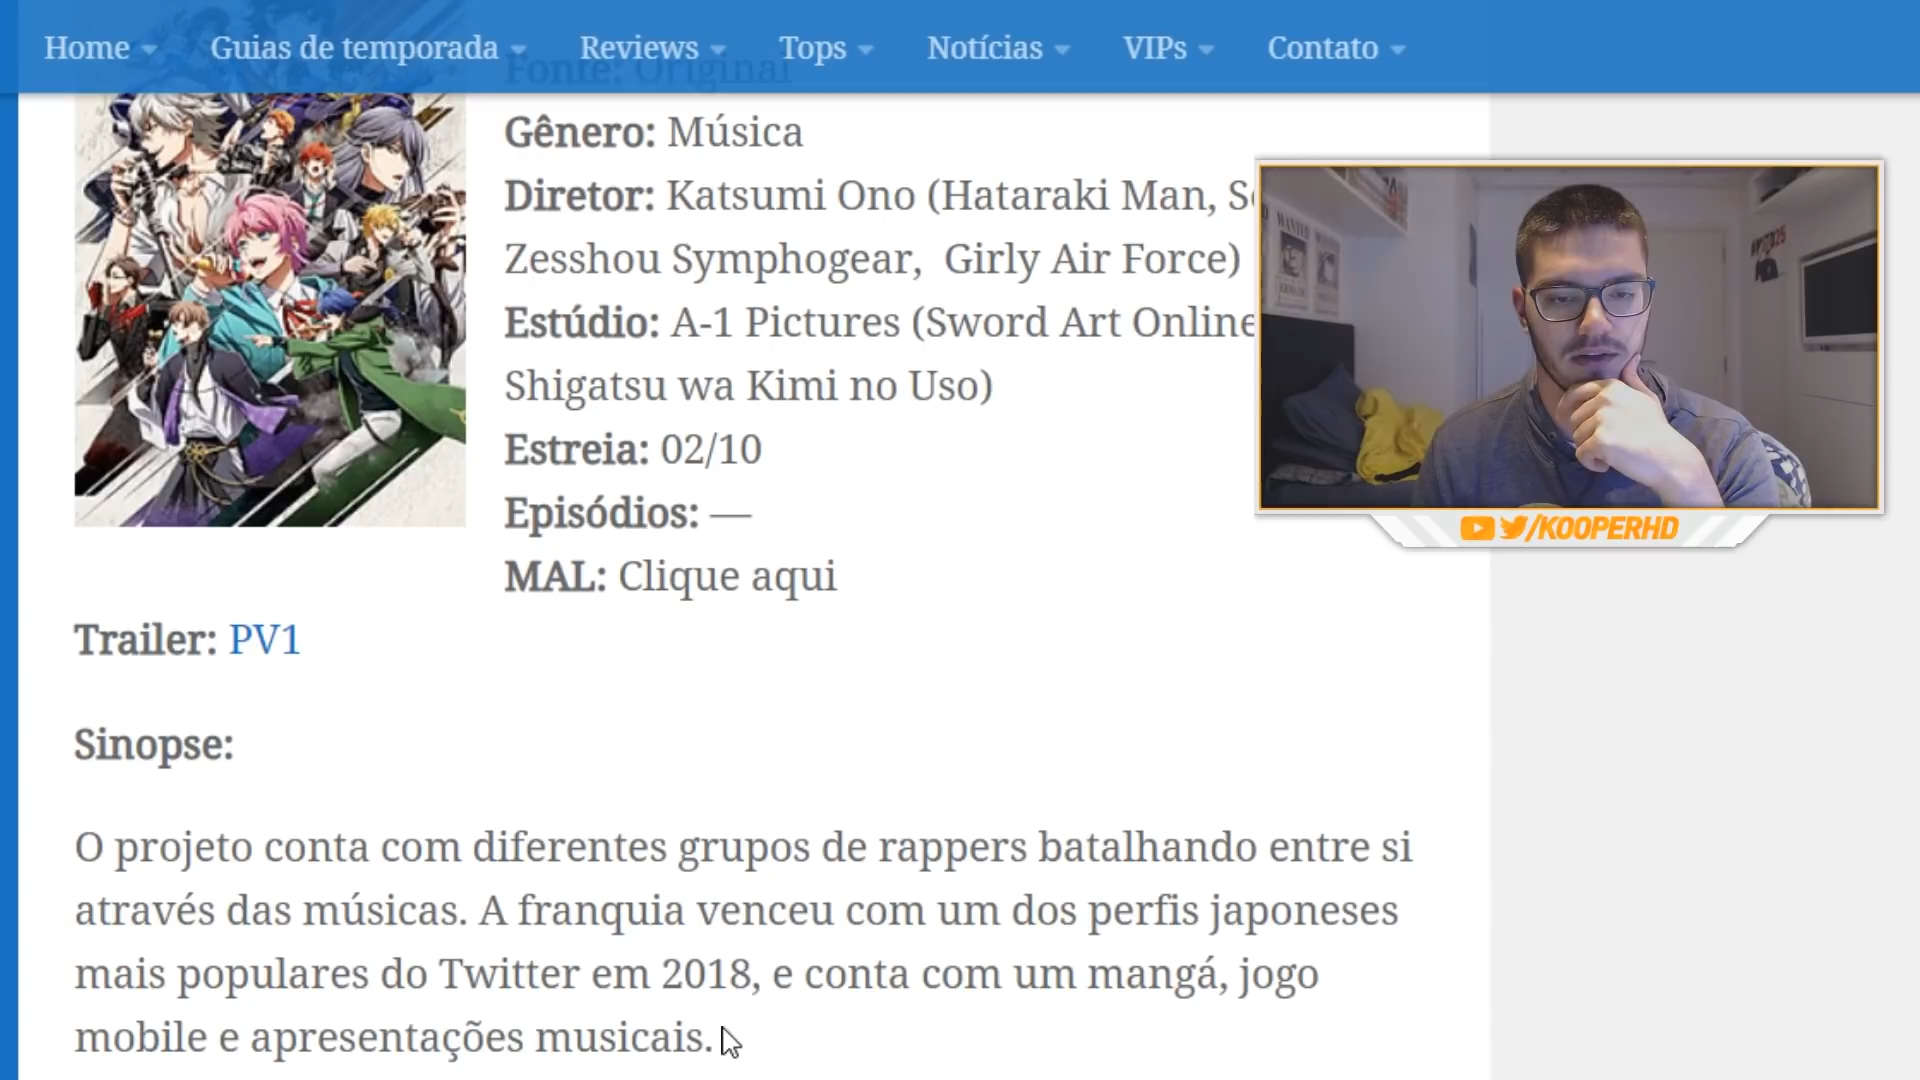 Home
Guias de temporada
Reviews
Tops
Notícias
VIPs
Contato
Fonte: Original
Gênero: Música
Diretor: Katsumi Ono (Hataraki Man,
Zesshou Symphogear, Girly Air Force)
Estúdio: A-1 Pictures (Sword Art Online
Shigatsu wa Kimi no Uso)
Estreia: 02/10
Episódios: —
MAL: Clique aqui
WANTED
/KOOPERHD
Trailer: PV1
Sinopse:
O projeto conta com diferentes grupos de rappers batalhando entre si
através das músicas. A franquia venceu com um dos perfis japoneses
mais populares do Twitter em 2018, e conta com um mangá, jogo
mobile e apresentações musicais.